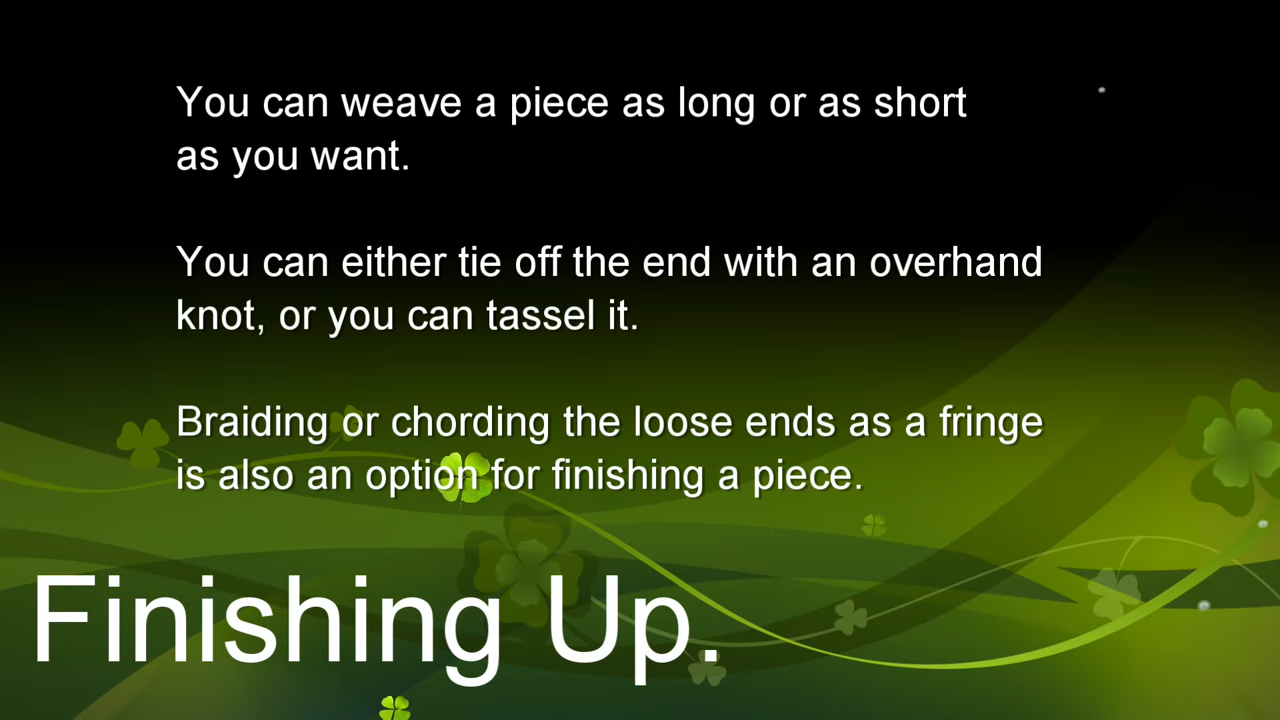 You can weave a piece as long or as short
as you want.
You can either tie off the end with an overhand
knot, or you can tassel it.
Braiding or chording the loose ends as a fringe
is also an option for finishing a piece.
Finishing Up.